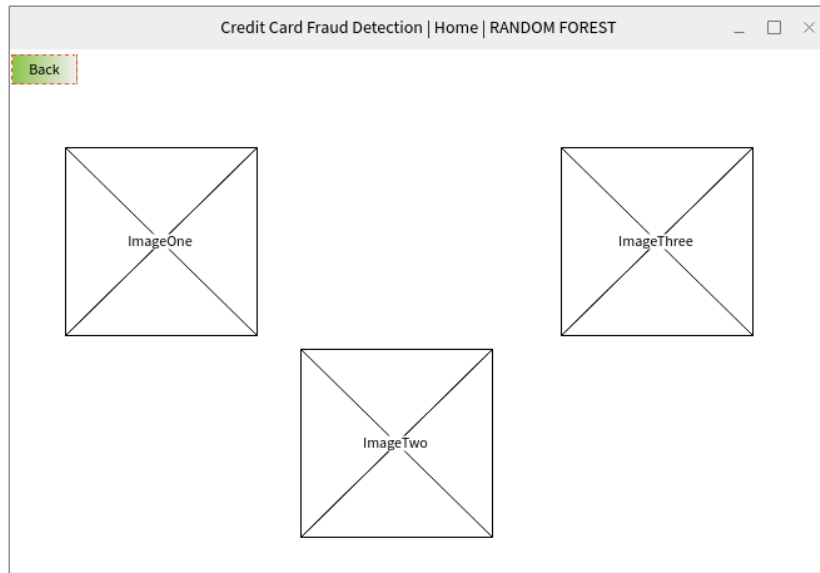 Credit Card Fraud Detection | Home | RANDOM FOREST
Back
ImageOne
ImageThree
ImageTwo